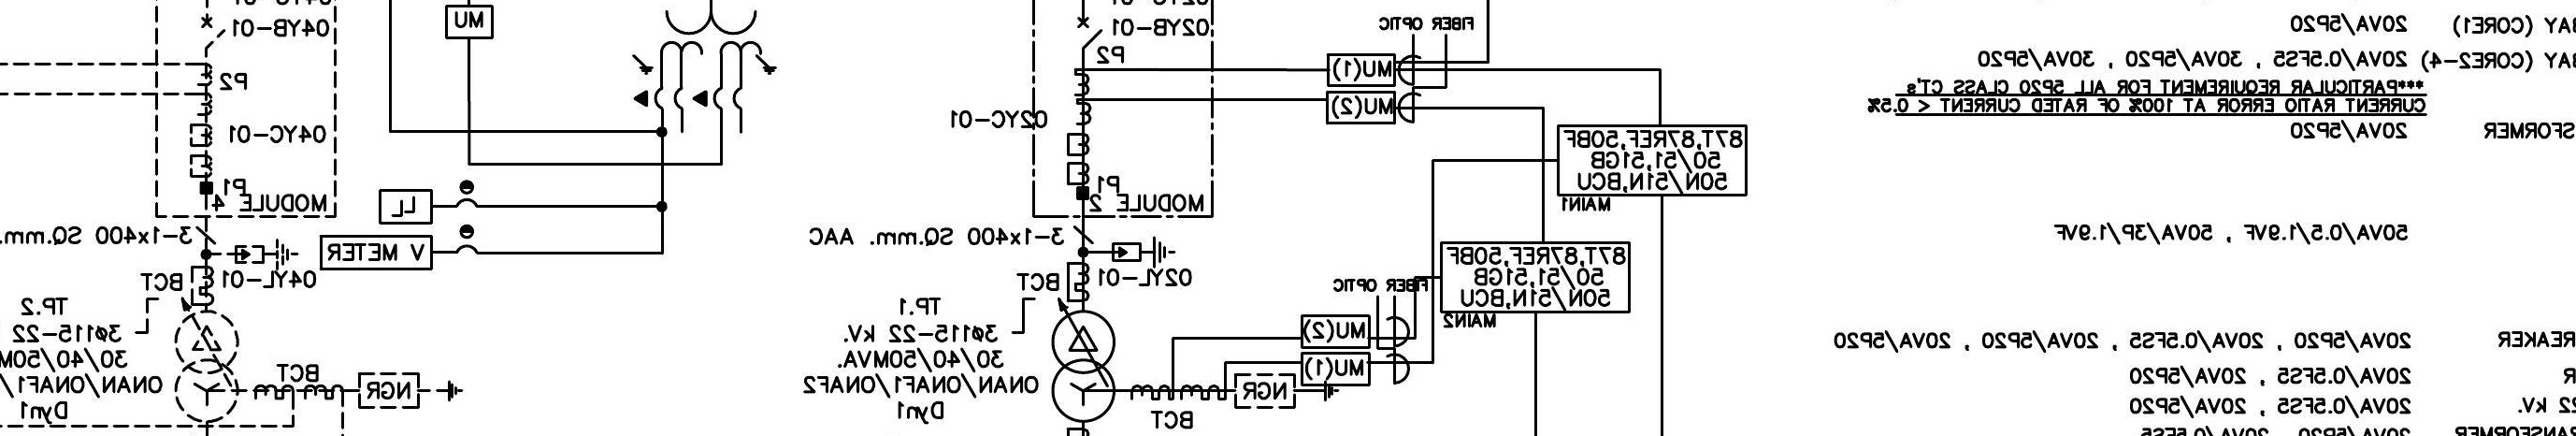 04YB-01
P2
04YC-01
P1
MODULE 4
3-1x400 SQ.mm.
04YL-01
BCT
TP.2
3ø115-22
30/40/50M
ONAN/ONAF1/
Dyn1
BCT
NGR
MU
LL
V METER
02YB-01
P2
02YC-01
P1
MODULE 2
3-1x400 SQ.mm. AAC
02YL-01
BCT
TP.1
3ø115-22 kV.
30/40/50MVA.
ONAN/ONAF1/ONAF2
Dyn1
BCT
NGR
FIBER OPTIC
MU(1)
MU(2)
87T,87REF,50BF
50/51,51GB
50N/51N,BCU
MAIN1
87T,87REF,50BF
50/51,51GB
50N/51N,BCU
MAIN2
FIBER OPTIC
MU(2)
MU(1)
BAY (CORE1) 20VA/5P20
BAY (CORE2-4) 20VA/0.5FS5 , 30VA/5P20 , 30VA/5P20
***PARTICULAR REQUIREMENT FOR ALL 5P20 CLASS CT's
CURRENT RATIO ERROR AT 100% OF RATED CURRENT < 0.5%
SFORMER 20VA/5P20
50VA/0.5/1.9VF , 50VA/3P/1.9VF
REAKER 20VA/5P20 , 20VA/0.5FS5 , 20VA/5P20 , 20VA/5P20
R 20VA/0.5FS5 , 20VA/5P20
22 kV. 20VA/0.5FS5 , 20VA/5P20
RANSFORMER 20VA/5P20 , 20VA/0.5FS5